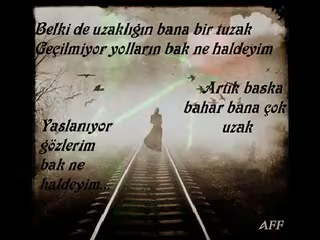 Belki de uzaklığın bana bir tuzak
Geçilmiyor yolların bak ne haldeyim
Artık baska
bahar bana çok
uzak
Yaslanıyor
gözlerim
bak ne
haldeyim...
AFF